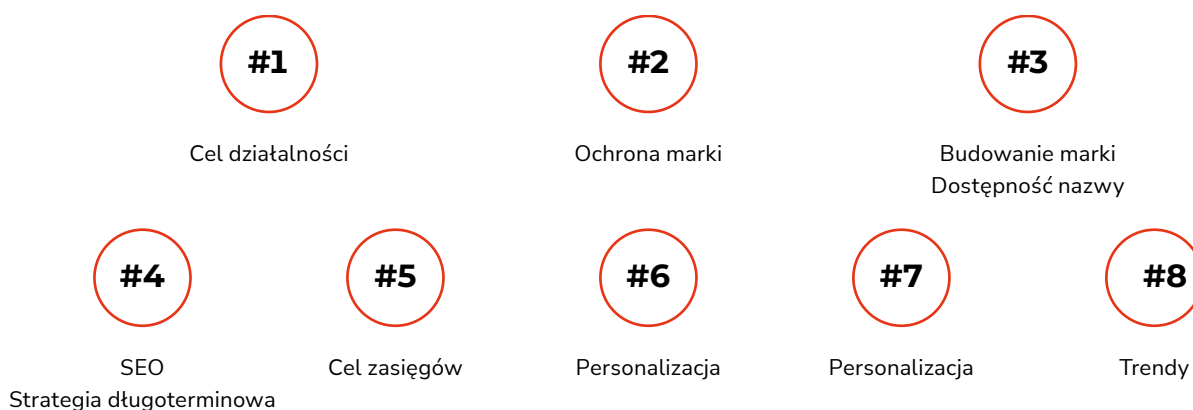 #1
Cel działalności
#2
Ochrona marki
#3
Budowanie marki
Dostępność nazwy
#4
SEO
Strategia długoterminowa
#5
Cel zasięgów
#6
Personalizacja
#7
Personalizacja
#8
Trendy